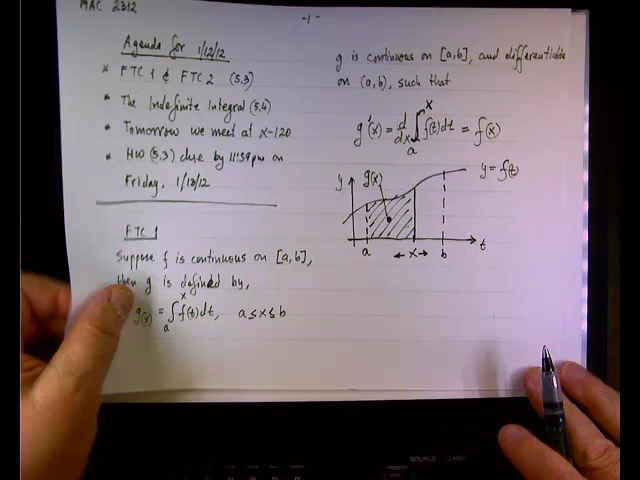 MAC 2312
-1-
Agenda for 1/12/12
* FTC 1 & FTC 2 (5.3)
* The Indefinite Integral (5.4)
* Tomorrow we meet at X-120
* HW (5.3) due by 11:59pm on
Friday, 1/13/12
FTC 1
Suppose f is continuous on [a,b],
then g is defined by,
g(x) = ∫ₐˣ f(t)dt, a ≤ x ≤ b
g is continuous on [a,b], and differentiable
on (a,b), such that
g'(x) = d/dx ∫ₐˣ f(t)dt = f(x)
y g(x) y = f(t)
a x b t
SOURCE LAMP